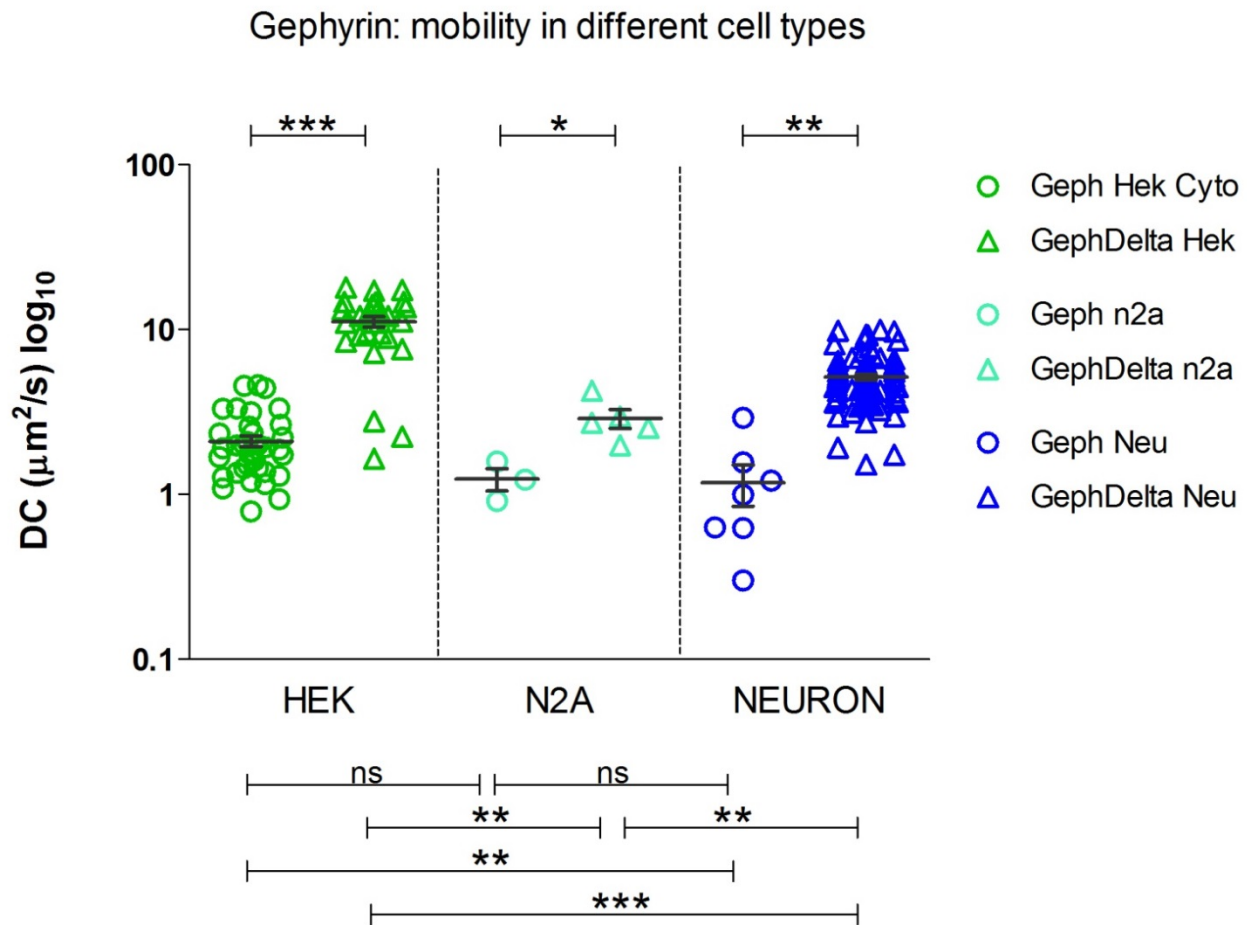 Gephyrin: mobility in different cell types
*** * **
100
10
1
0.1
DC (μm²/s) log₁₀
HEK N2A NEURON
Geph Hek Cyto
GephDelta Hek
Geph n2a
GephDelta n2a
Geph Neu
GephDelta Neu
ns ns
** **
**
***